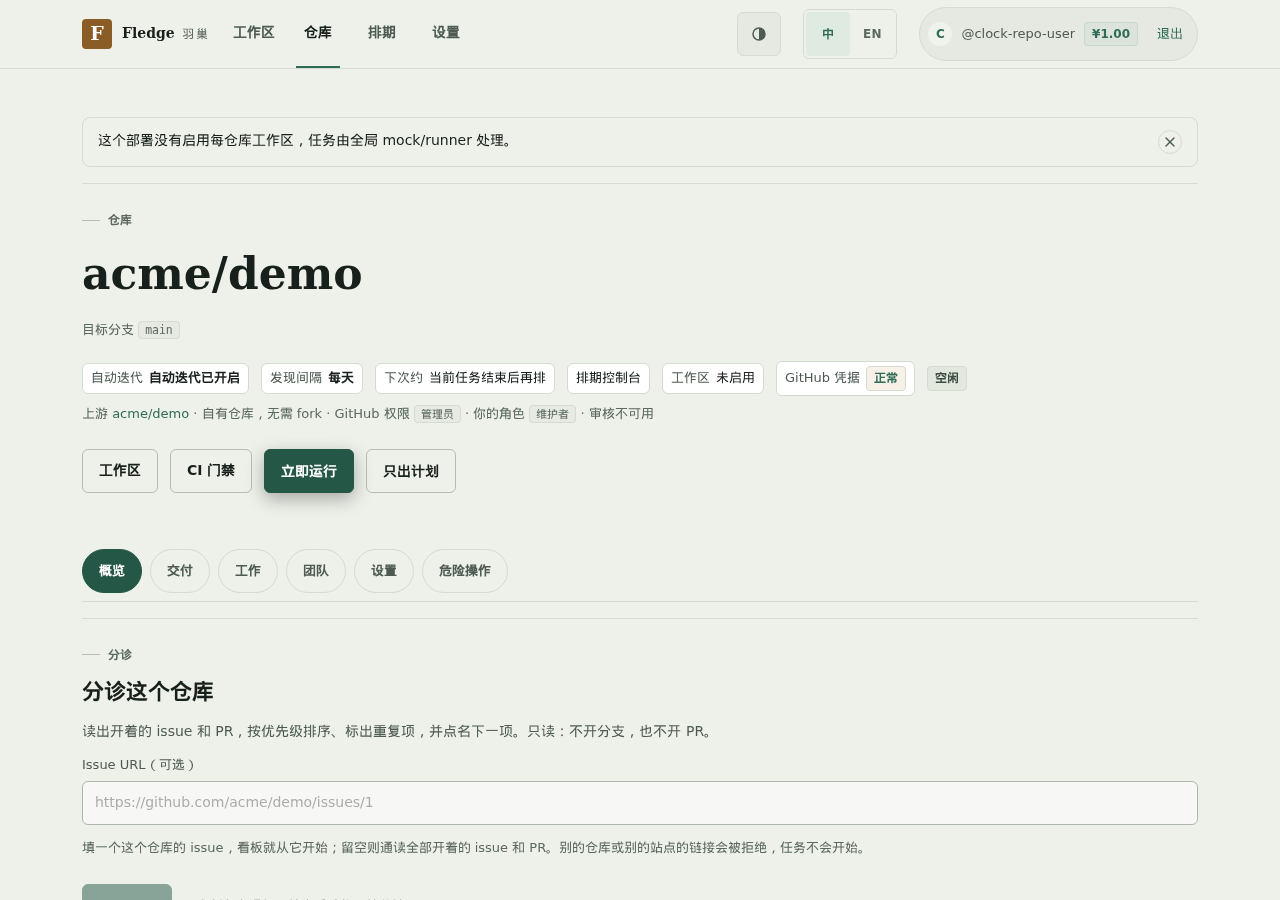 F Fledge 羽巢 工作区 仓库 排期 设置 中 EN C @clock-repo-user ¥1.00 退出
这个部署没有启用每仓库工作区，任务由全局 mock/runner 处理。
仓库
acme/demo
目标分支 main
自动迭代 自动迭代已开启 发现间隔 每天 下次约 当前任务结束后再排 排期控制台 工作区 未启用 GitHub 凭据 正常 空闲
上游 acme/demo · 自有仓库，无需 fork · GitHub 权限 管理员 · 你的角色 维护者 · 审核不可用
工作区 CI 门禁 立即运行 只出计划
概览 交付 工作 团队 设置 危险操作
分诊
分诊这个仓库
读出开着的 issue 和 PR，按优先级排序、标出重复项，并点名下一项。只读：不开分支，也不开 PR。
Issue URL（可选）
https://github.com/acme/demo/issues/1
填一个这个仓库的 issue，看板就从它开始；留空则通读全部开着的 issue 和 PR。别的仓库或别的站点的链接会被拒绝，任务不会开始。